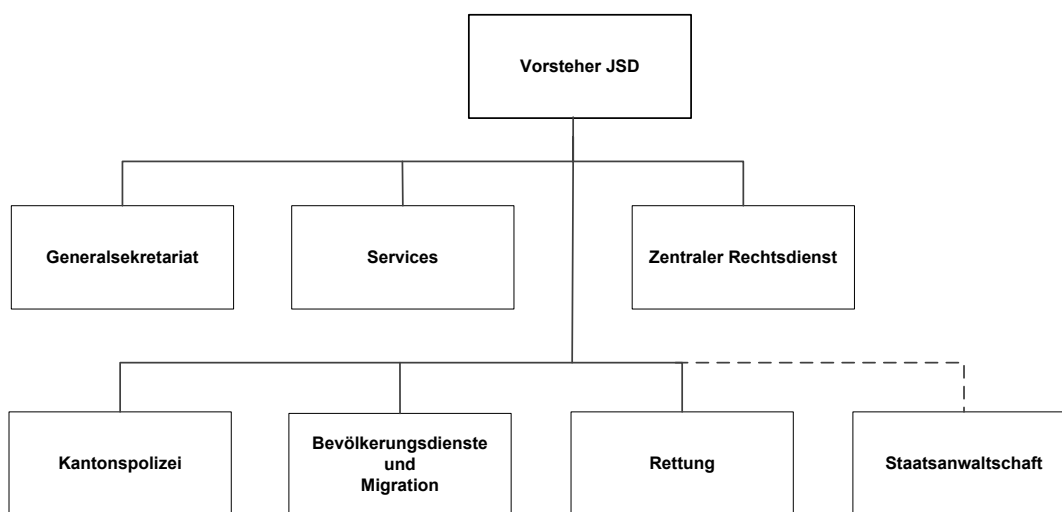 Vorsteher JSD
Generalsekretariat
Services
Zentraler Rechtsdienst
Kantonspolizei
Bevölkerungsdienste
und
Migration
Rettung
Staatsanwaltschaft